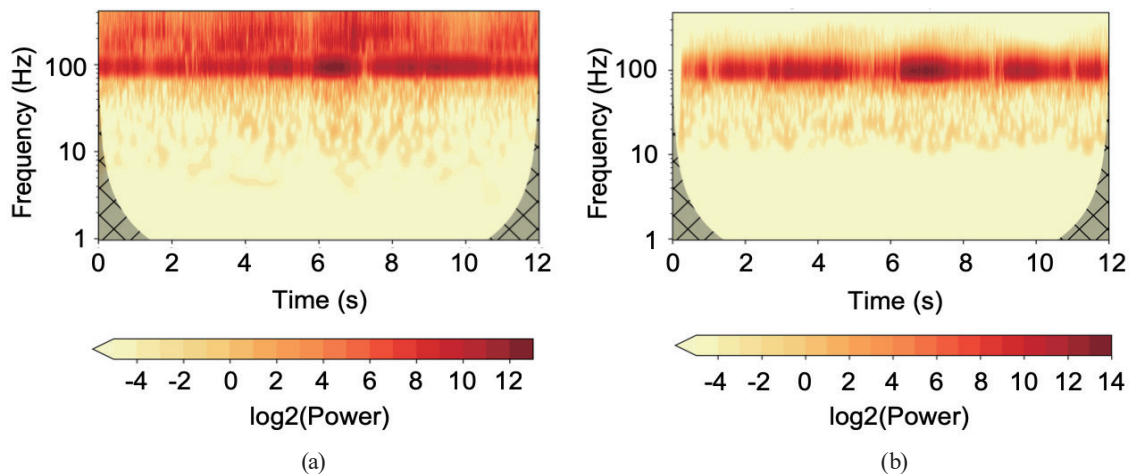 Frequency (Hz)
100
10
1
0 2 4 6 8 10 12
Time (s)
-4 -2 0 2 4 6 8 10 12
log2(Power)
(a)
Frequency (Hz)
100
10
1
0 2 4 6 8 10 12
Time (s)
-4 -2 0 2 4 6 8 10 12 14
log2(Power)
(b)